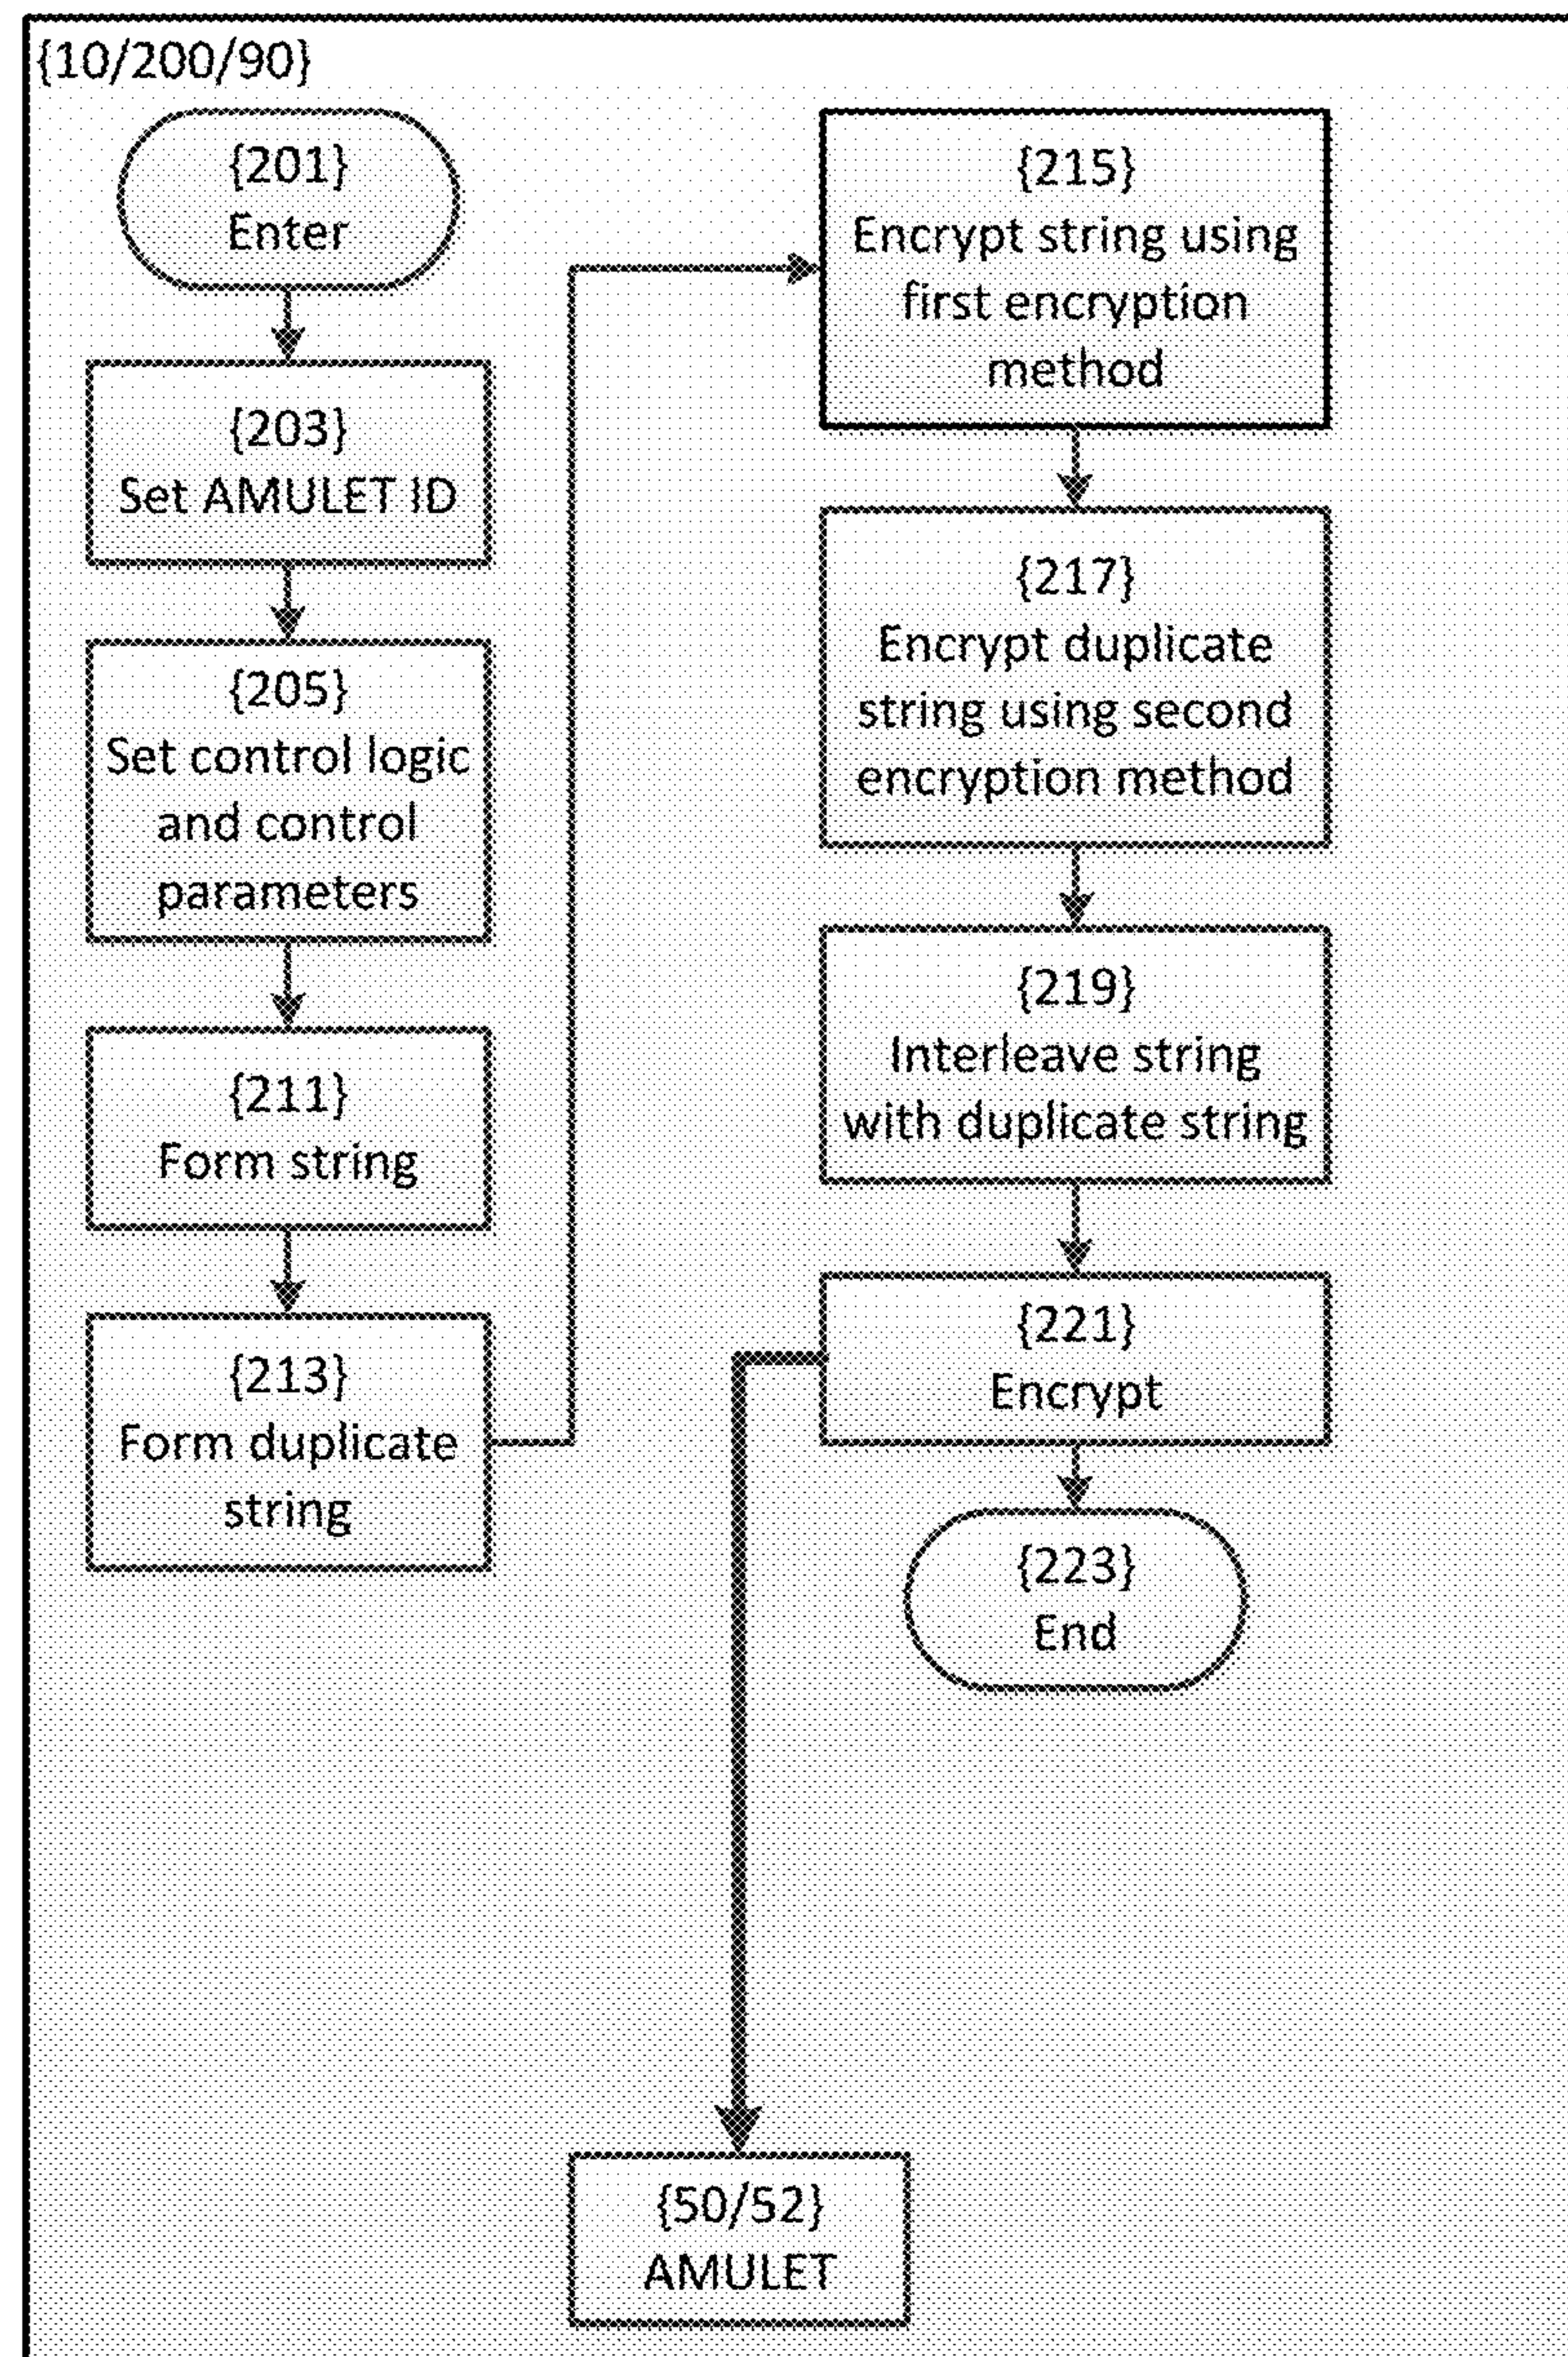 {10/200/90}
{201}
Enter
{203}
Set AMULET ID
{205}
Set control logic
and control
parameters
{211}
Form string
{213}
Form duplicate
string
{215}
Encrypt string using
first encryption
method
{217}
Encrypt duplicate
string using second
encryption method
{219}
Interleave string
with duplicate string
{221}
Encrypt
{223}
End
{50/52}
AMULET